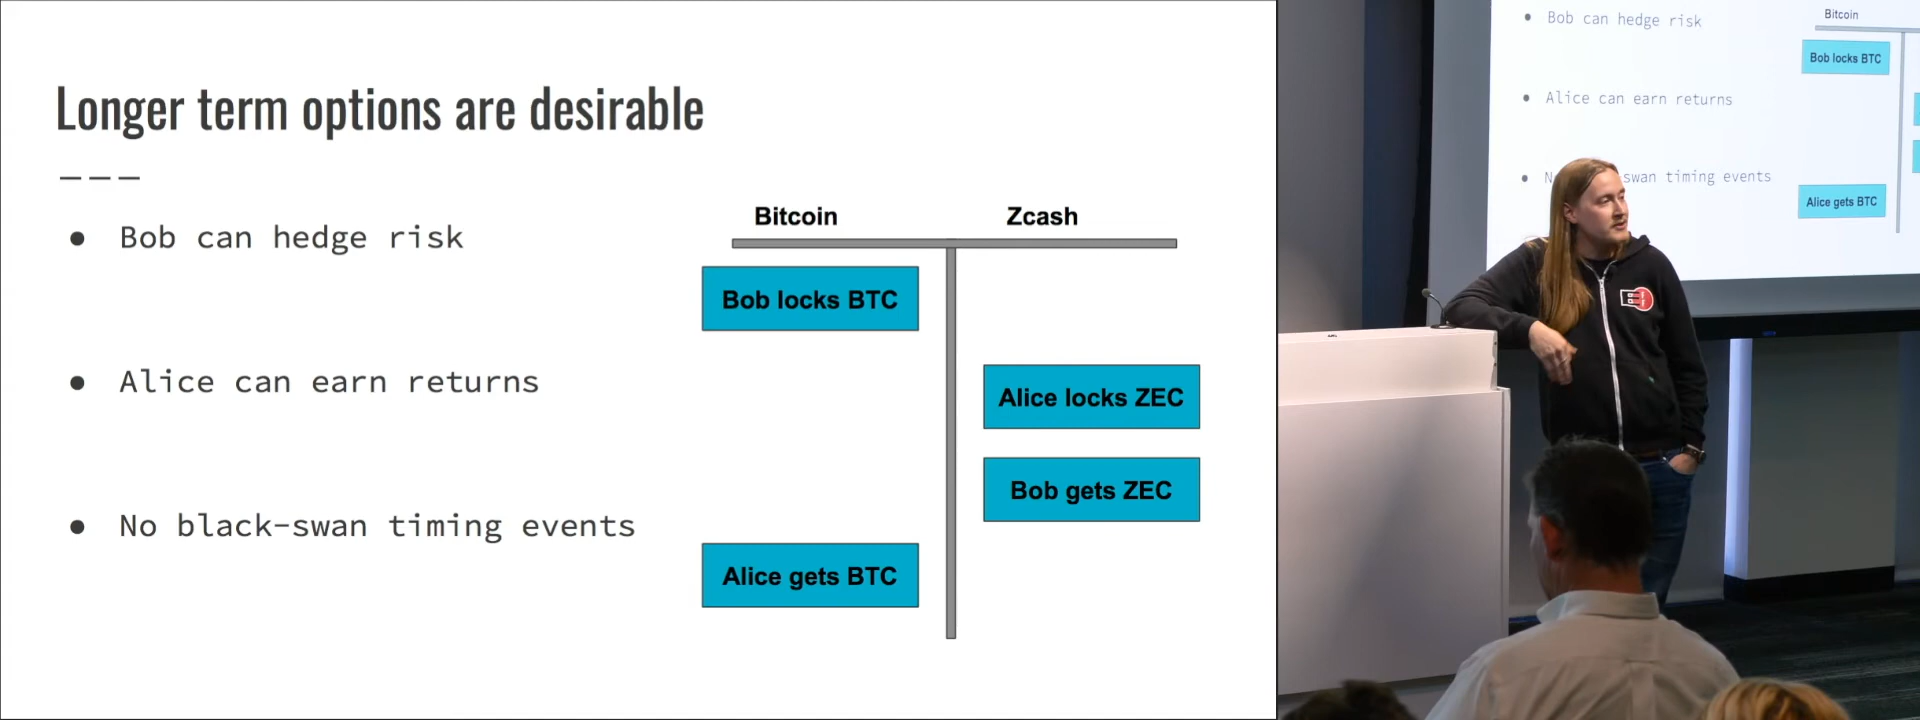 Longer term options are desirable
● Bob can hedge risk
● Alice can earn returns
● No black-swan timing events
Bitcoin
Zcash
Bob locks BTC
Alice locks ZEC
Bob gets ZEC
Alice gets BTC
● Bob can hedge risk
● Alice can earn returns
swan timing events
Bitcoin
Bob locks BTC
Alice gets BTC